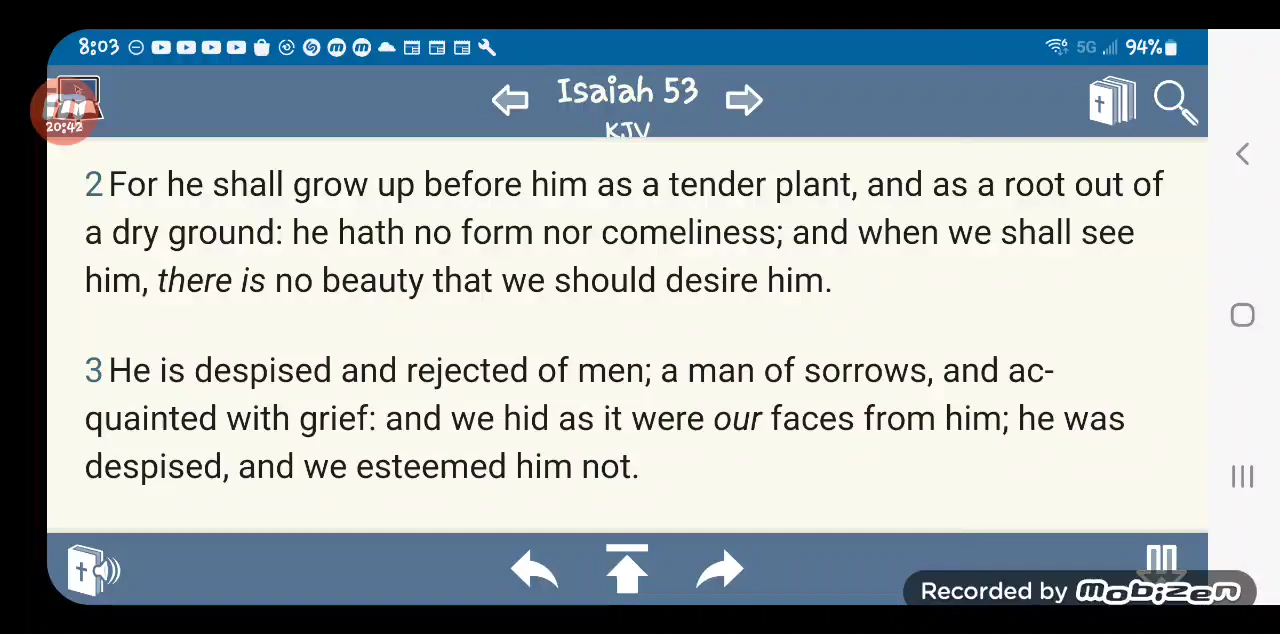 8:03 5G 94%
Isaiah 53
20:42
KJV
2 For he shall grow up before him as a tender plant, and as a root out of
a dry ground: he hath no form nor comeliness; and when we shall see
him, there is no beauty that we should desire him.
3 He is despised and rejected of men; a man of sorrows, and ac-
quainted with grief: and we hid as it were our faces from him; he was
despised, and we esteemed him not.
Recorded by mobizen